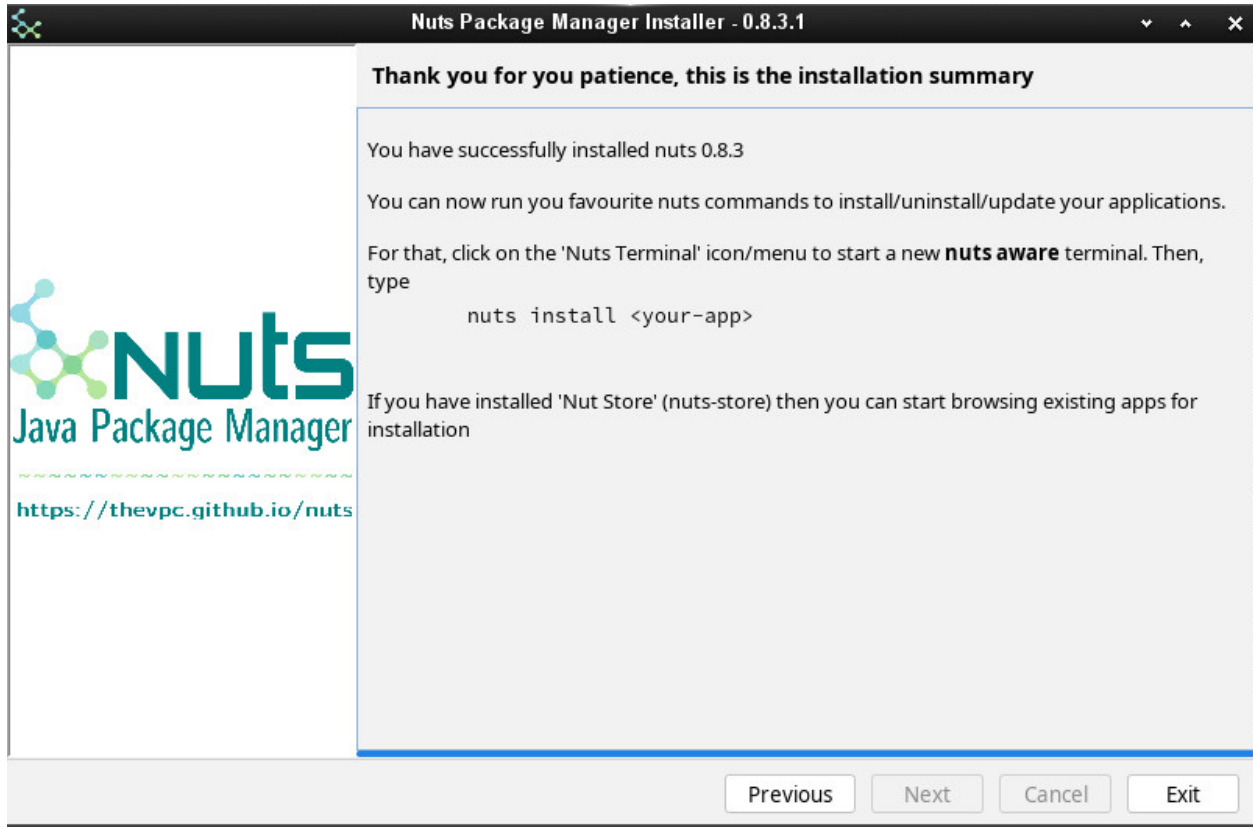 Nuts Package Manager Installer - 0.8.3.1
Thank you for you patience, this is the installation summary
You have successfully installed nuts 0.8.3
You can now run you favourite nuts commands to install/uninstall/update your applications.
For that, click on the 'Nuts Terminal' icon/menu to start a new nuts aware terminal. Then,
type
nuts install <your-app>
If you have installed 'Nut Store' (nuts-store) then you can start browsing existing apps for
installation
nuts
Java Package Manager
~~~~~~~~~~~~~~~~~~~~~~
https://thevpc.github.io/nuts
Previous Next Cancel Exit